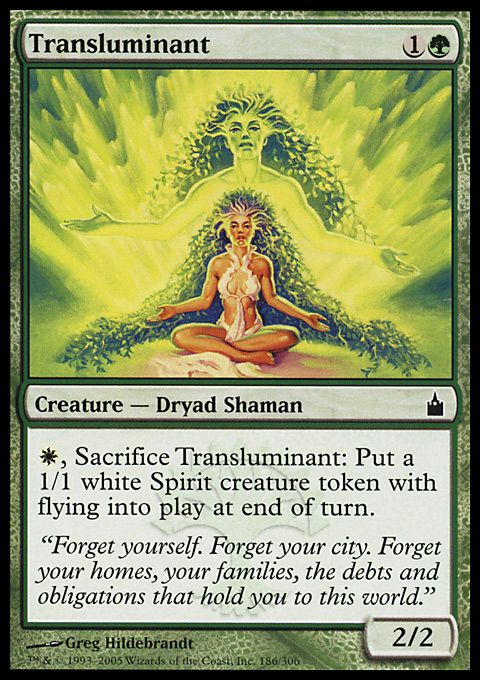 Transluminant 1
Creature — Dryad Shaman
, Sacrifice Transluminant: Put a
1/1 white Spirit creature token with
flying into play at end of turn.
“Forget yourself. Forget your city. Forget
your homes, your families, the debts and
obligations that hold you to this world.”
Greg Hildebrandt
2/2
™ & © 1993–2005 Wizards of the Coast, Inc. 186/306